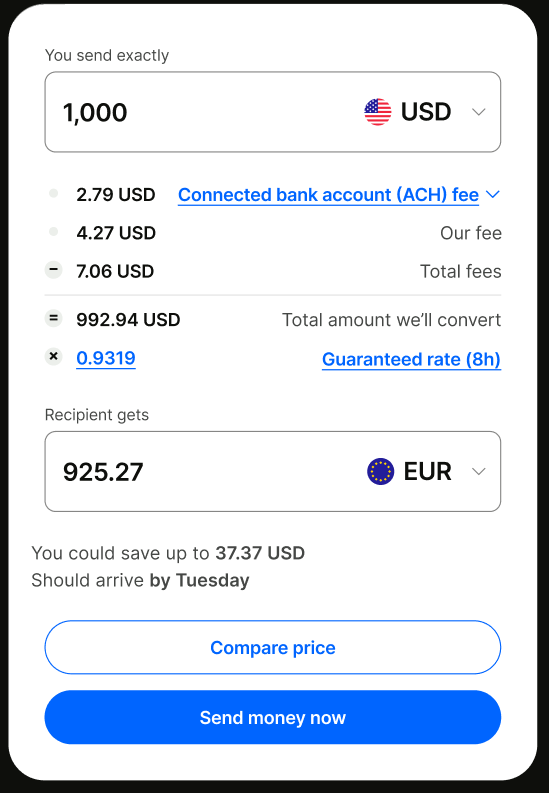 You send exactly
1,000 USD
2.79 USD Connected bank account (ACH) fee
4.27 USD Our fee
− 7.06 USD Total fees
= 992.94 USD Total amount we’ll convert
× 0.9319 Guaranteed rate (8h)
Recipient gets
925.27 EUR
You could save up to 37.37 USD
Should arrive by Tuesday
Compare price
Send money now